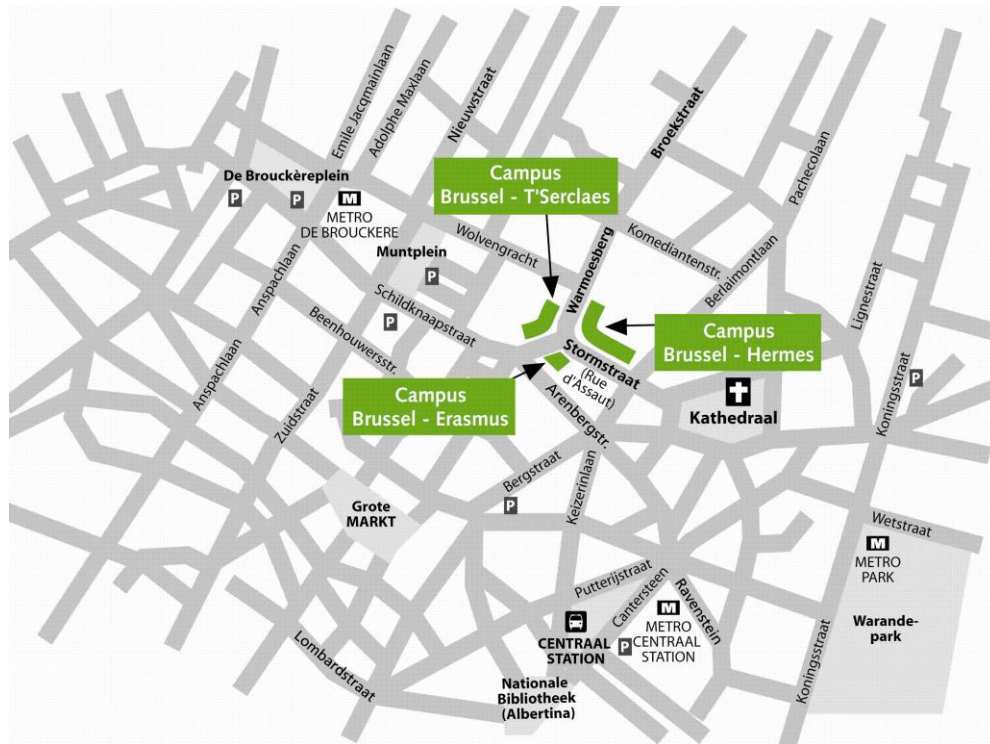 Emile Jacqmainlaan
Adolphe Maxlaan
Nieuwstraat
Broekstraat
Pachecolaan
De Brouckèreplein
P
P
M
METRO
DE BROUCKERE
Campus
Brussel - T'Serclaes
Muntplein
P
Wolvengracht
Warmoesberg
Komediantenstr.
Berlaimontlaan
Lignestraat
Anspachlaan
Schildknaapstraat
P
Beenhouwersstr.
Campus
Brussel - Hermes
Stormstraat
(Rue
d'Assaut)
Campus
Brussel - Erasmus
Arenbergstr.
Kathedraal
Koningsstraat
P
Anspachlaan
Zuidstraat
Bergstraat
P
Keizerinlaan
Grote
MARKT
Wetstraat
M
METRO
PARK
Warande-
park
Putterijstraat
Cantersteen
Ravenstein
M
METRO
CENTRAAL
STATION
CENTRAAL
STATION
P
Koningsstraat
Lombardstraat
Nationale
Bibliotheek
(Albertina)